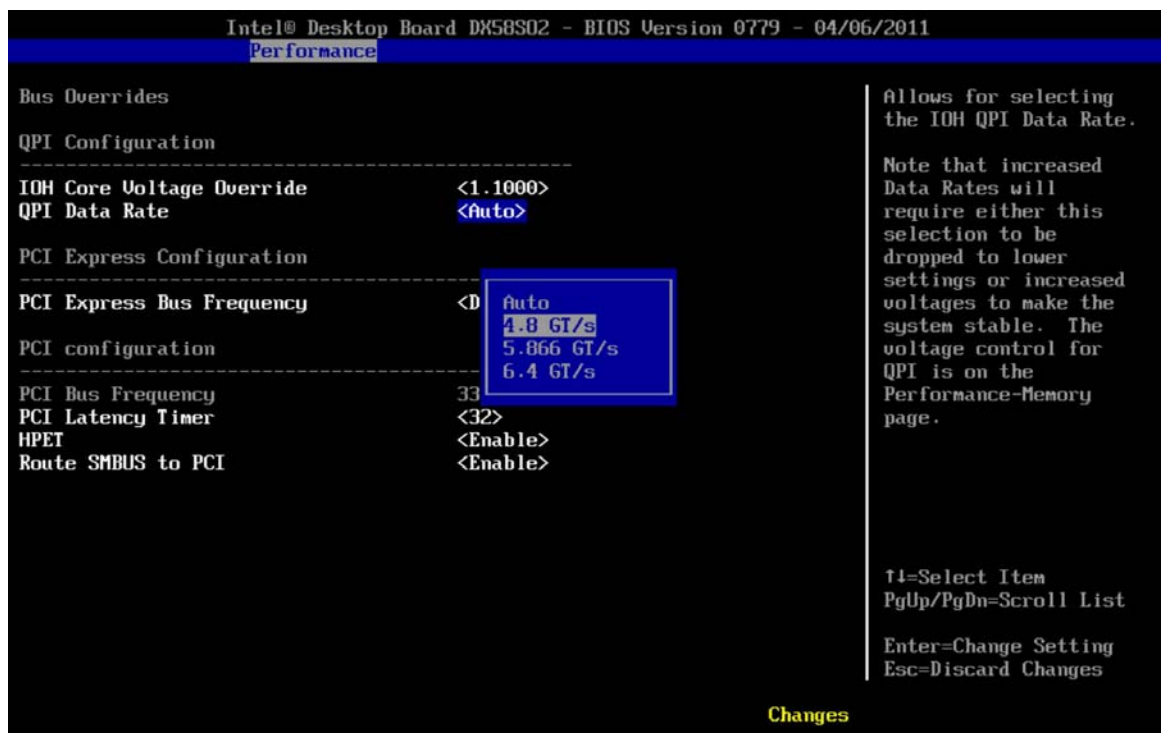 Intel® Desktop Board DX58SO2 - BIOS Version 0779 - 04/06/2011
Performance
Bus Overrides
QPI Configuration
IOH Core Voltage Override <1.1000>
QPI Data Rate <Auto>
PCI Express Configuration
PCI Express Bus Frequency <D
PCI configuration
PCI Bus Frequency 33
PCI Latency Timer <32>
HPET <Enable>
Route SMBUS to PCI <Enable>
Auto
4.8 GT/s
5.866 GT/s
6.4 GT/s
Allows for selecting
the IOH QPI Data Rate.
Note that increased
Data Rates will
require either this
selection to be
dropped to lower
settings or increased
voltages to make the
system stable. The
voltage control for
QPI is on the
Performance-Memory
page.
↑↓=Select Item
PgUp/PgDn=Scroll List
Enter=Change Setting
Esc=Discard Changes
Changes